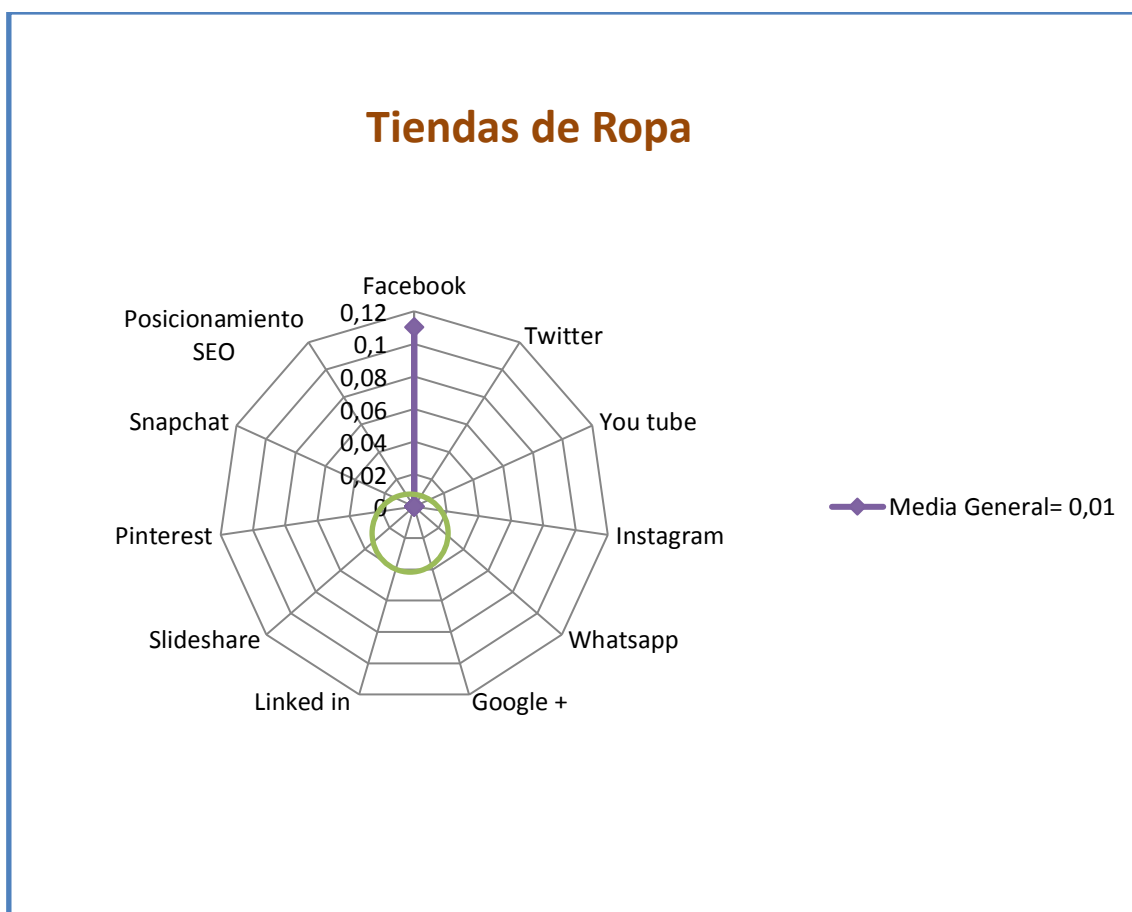 Tiendas de Ropa
Facebook
Twitter
You tube
Instagram
Whatsapp
Google +
Linked in
Slideshare
Pinterest
Snapchat
Posicionamiento
SEO
0,12
0,1
0,08
0,06
0,04
0,02
0
Media General= 0,01